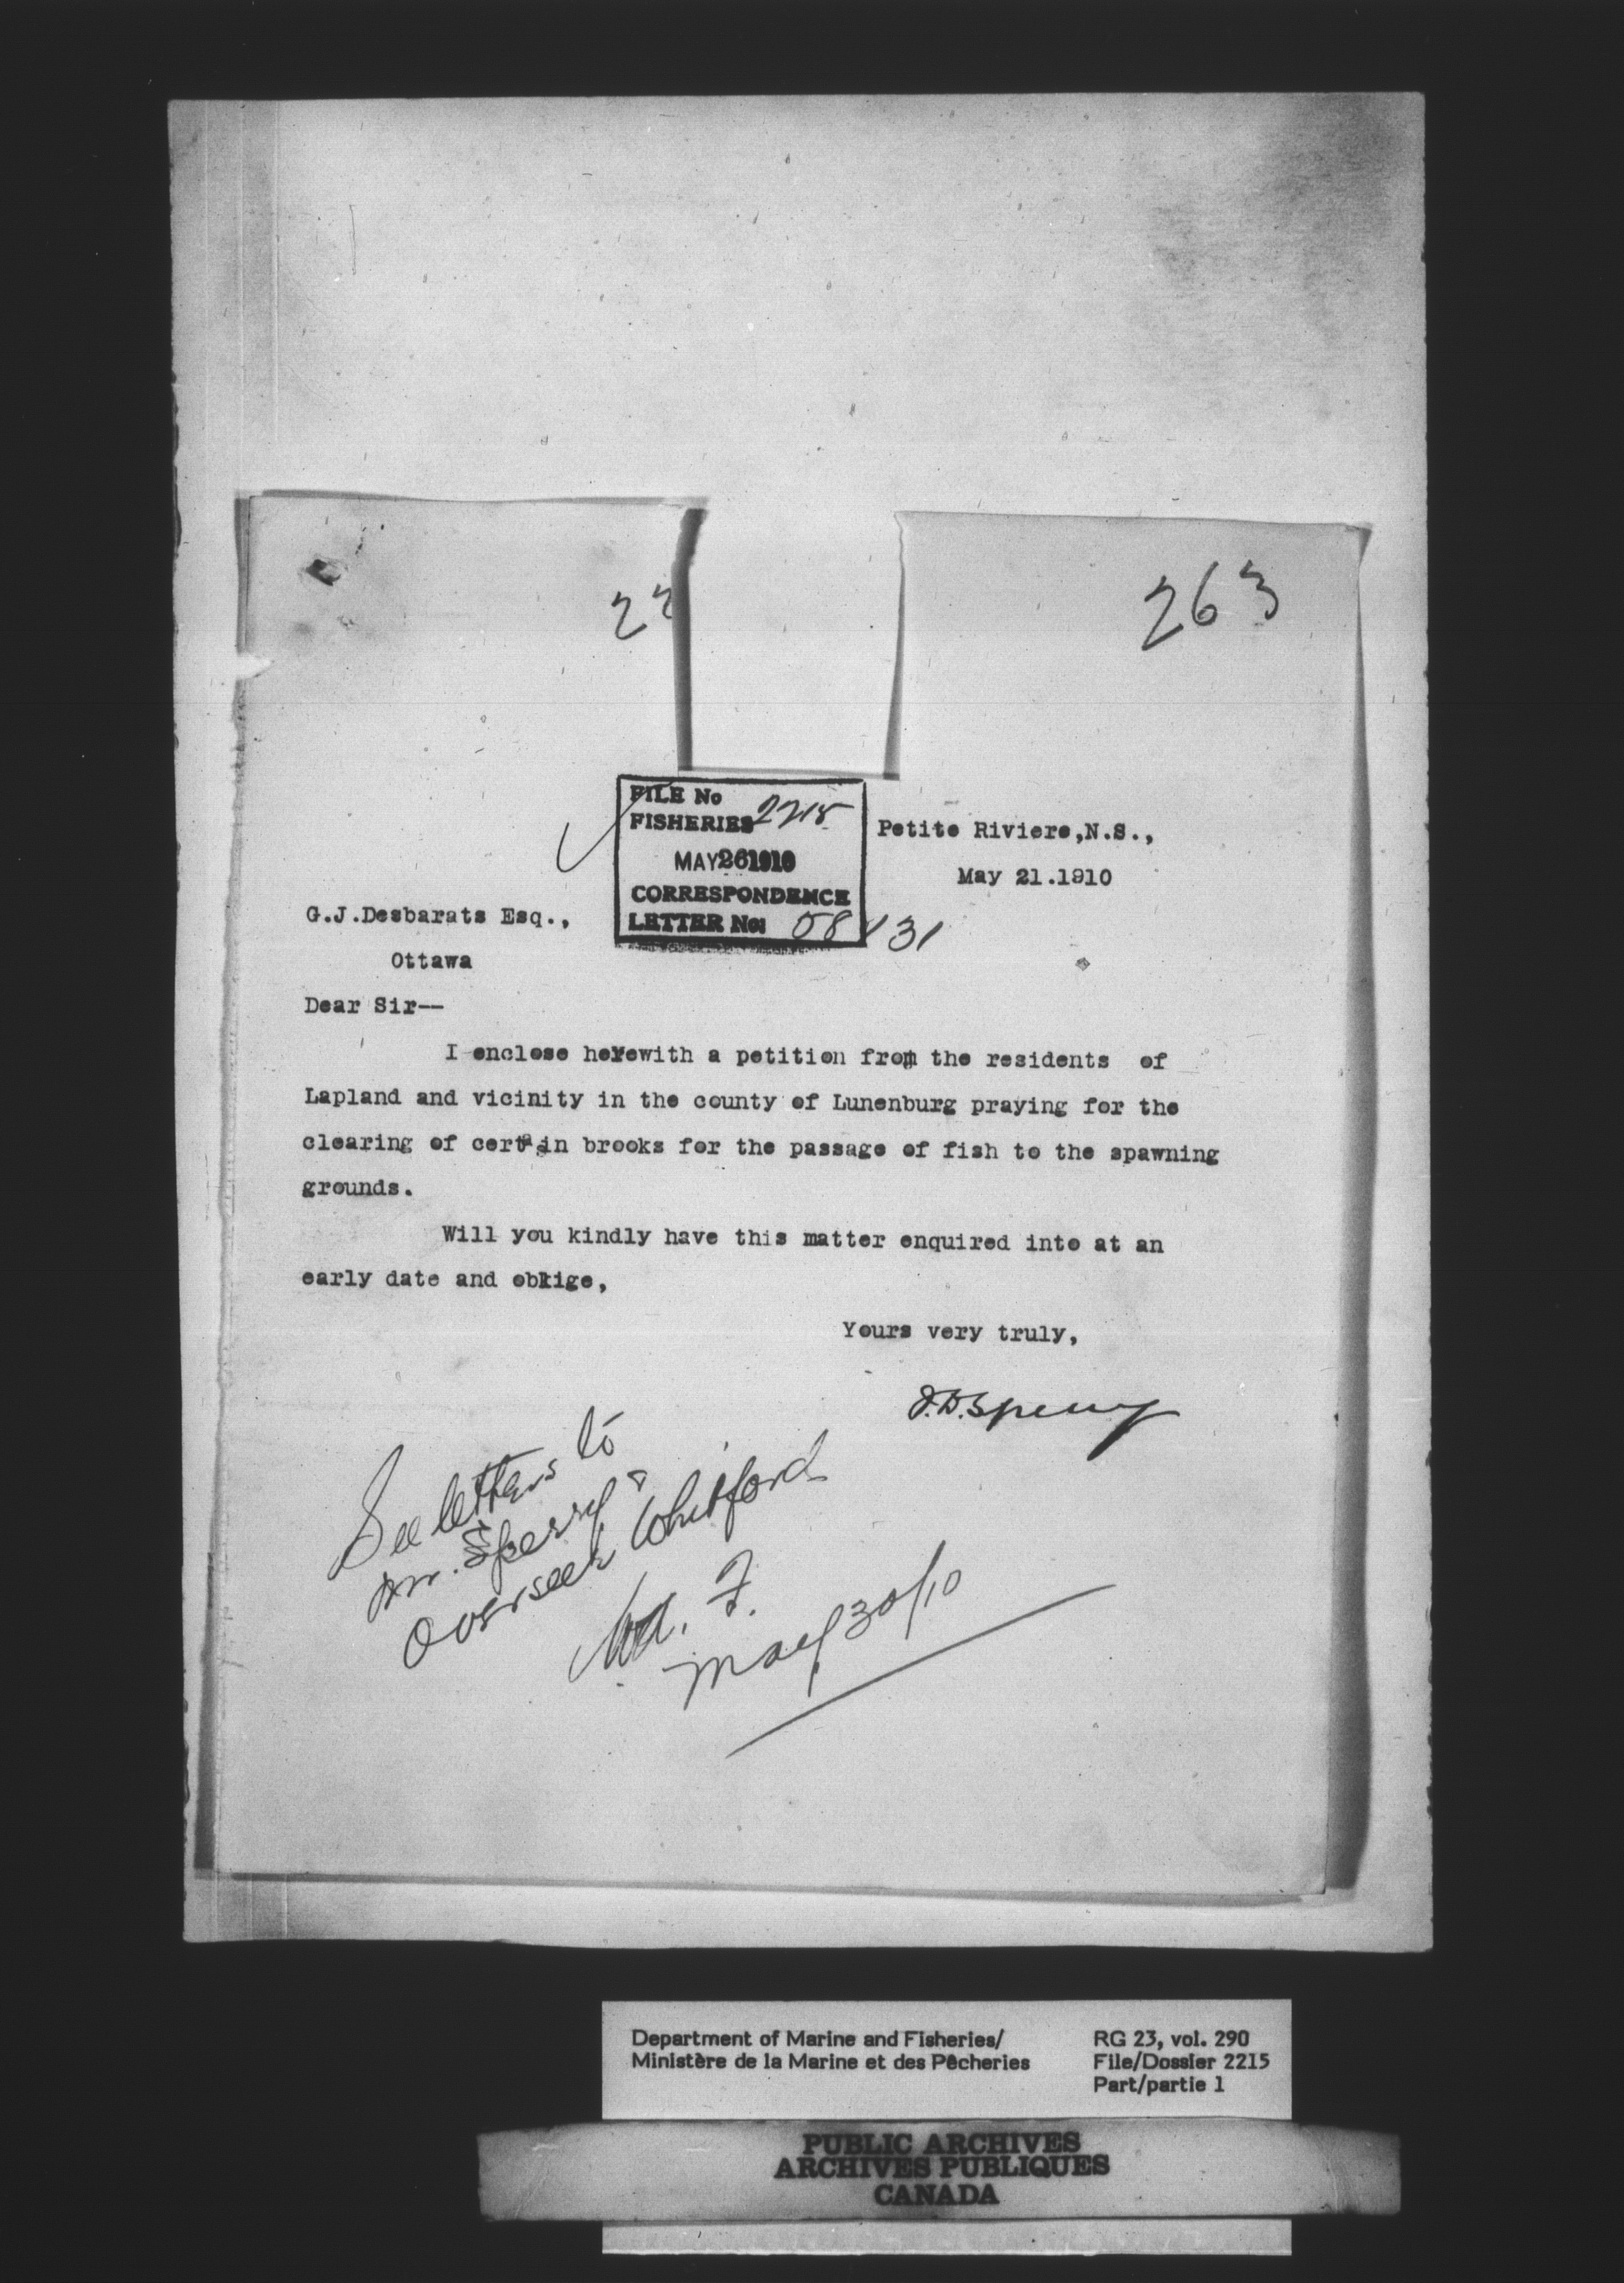 22
263
FILE No
FISHERIES 2215
MAY 26 1910
CORRESPONDENCE
LETTER No: 58131
Petite Riviere,N.S.,
May 21.1910
G.J.Desbarats Esq.,
Ottawa
Dear Sir--
I enclose herewith a petition from the residents of
Lapland and vicinity in the county of Lunenburg praying for the
clearing of certain brooks for the passage of fish to the spawning
grounds.
Will you kindly have this matter enquired into at an
early date and oblige,
Yours very truly,
J.D. Sperry
See letters to
Mr. Sperry &
Overseer Whitford
F.
May 30/10
Department of Marine and Fisheries/
Ministère de la Marine et des Pêcheries
RG 23, vol. 290
File/Dossier 2215
Part/partie 1
PUBLIC ARCHIVES
ARCHIVES PUBLIQUES
CANADA